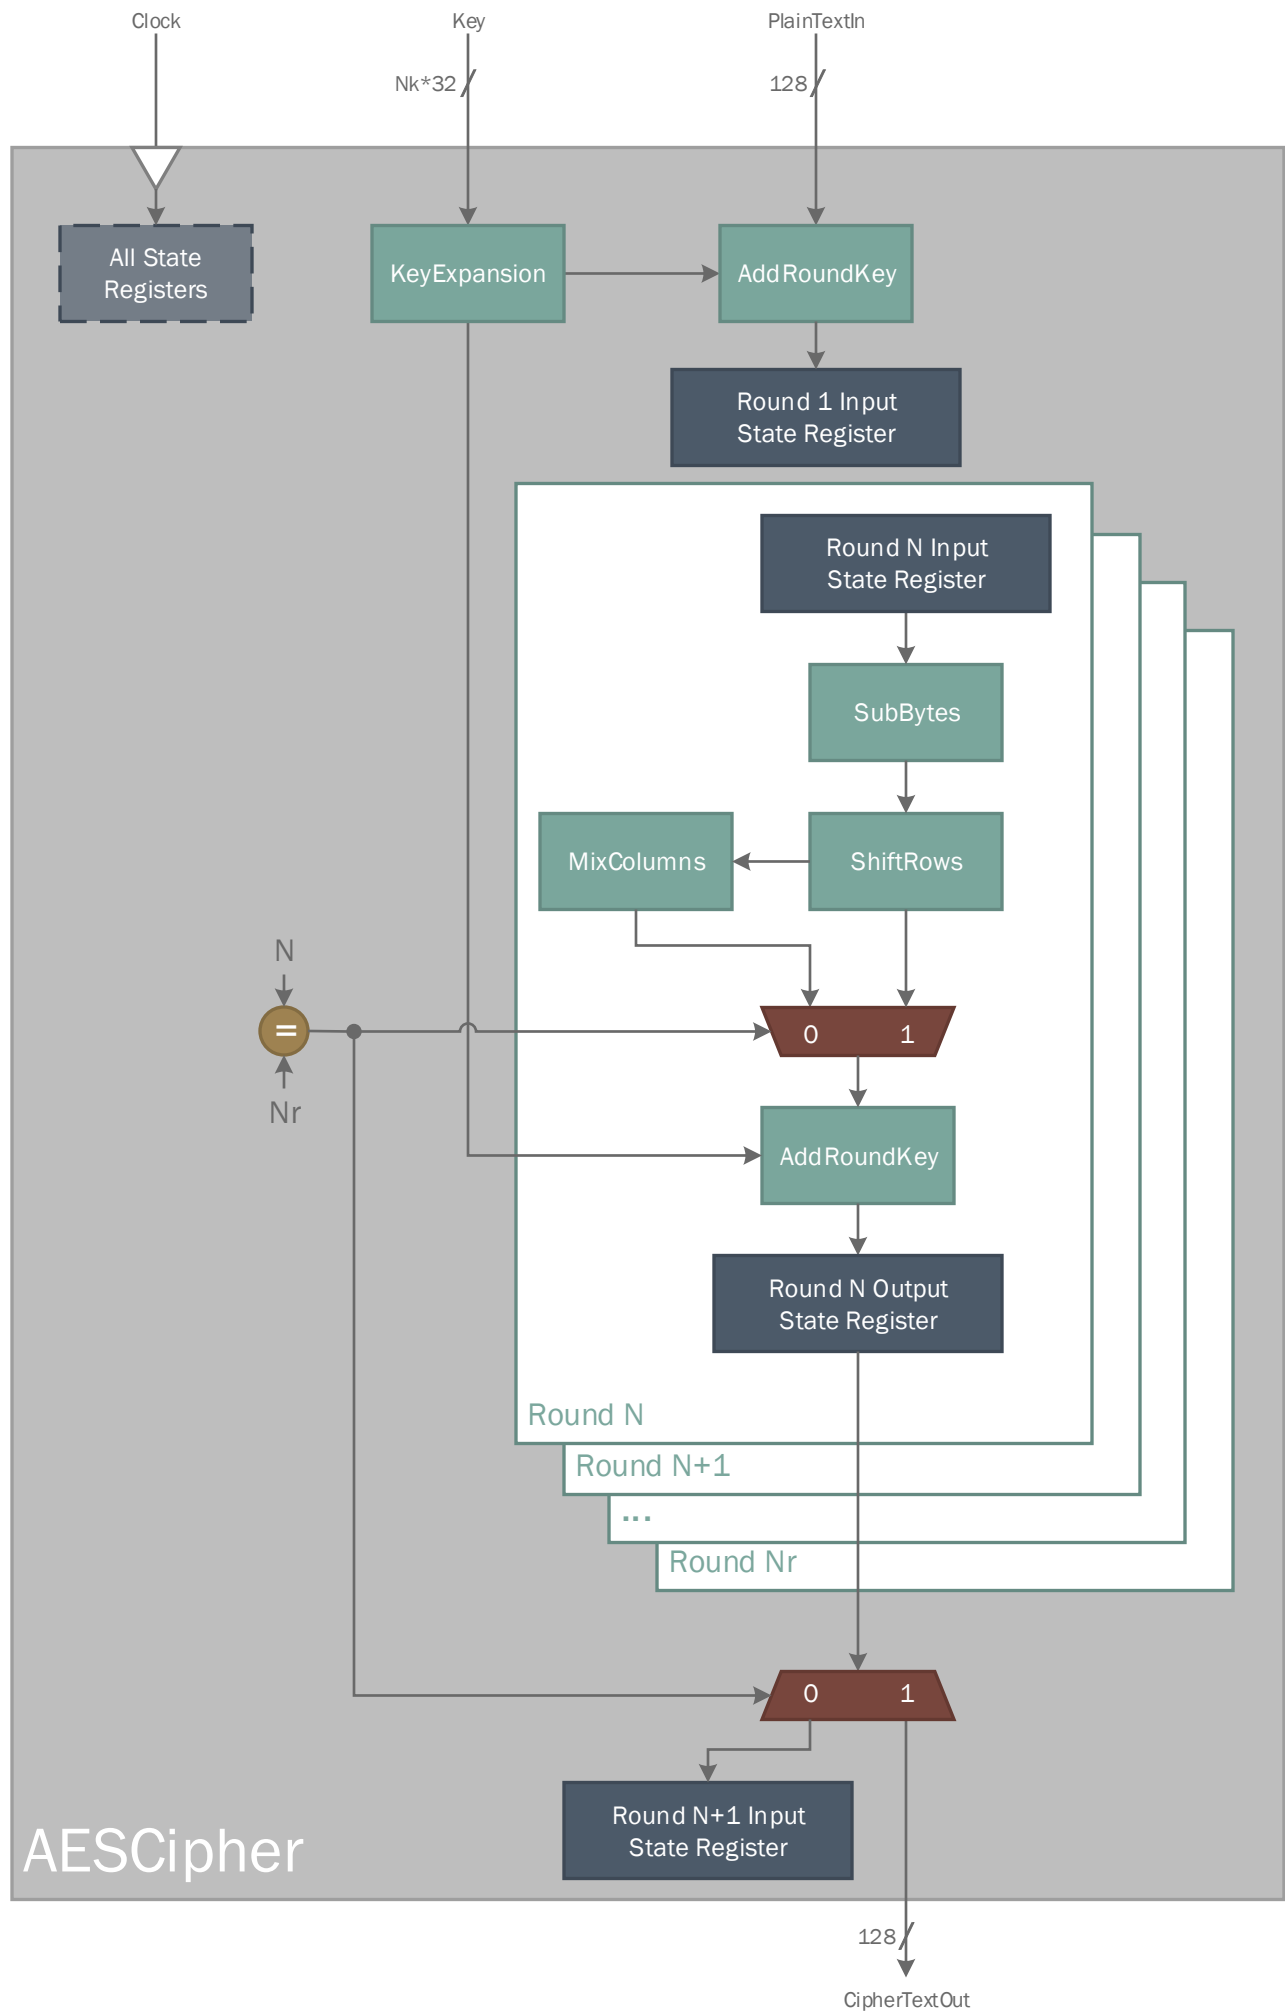 Clock
Key
PlainTextIn
Nk*32
128
All State
Registers
KeyExpansion
AddRoundKey
Round 1 Input
State Register
Round N Input
State Register
SubBytes
MixColumns
ShiftRows
N
=
Nr
0
1
AddRoundKey
Round N Output
State Register
Round N
Round N+1
...
Round Nr
0
1
Round N+1 Input
State Register
AESCipher
128
CipherTextOut